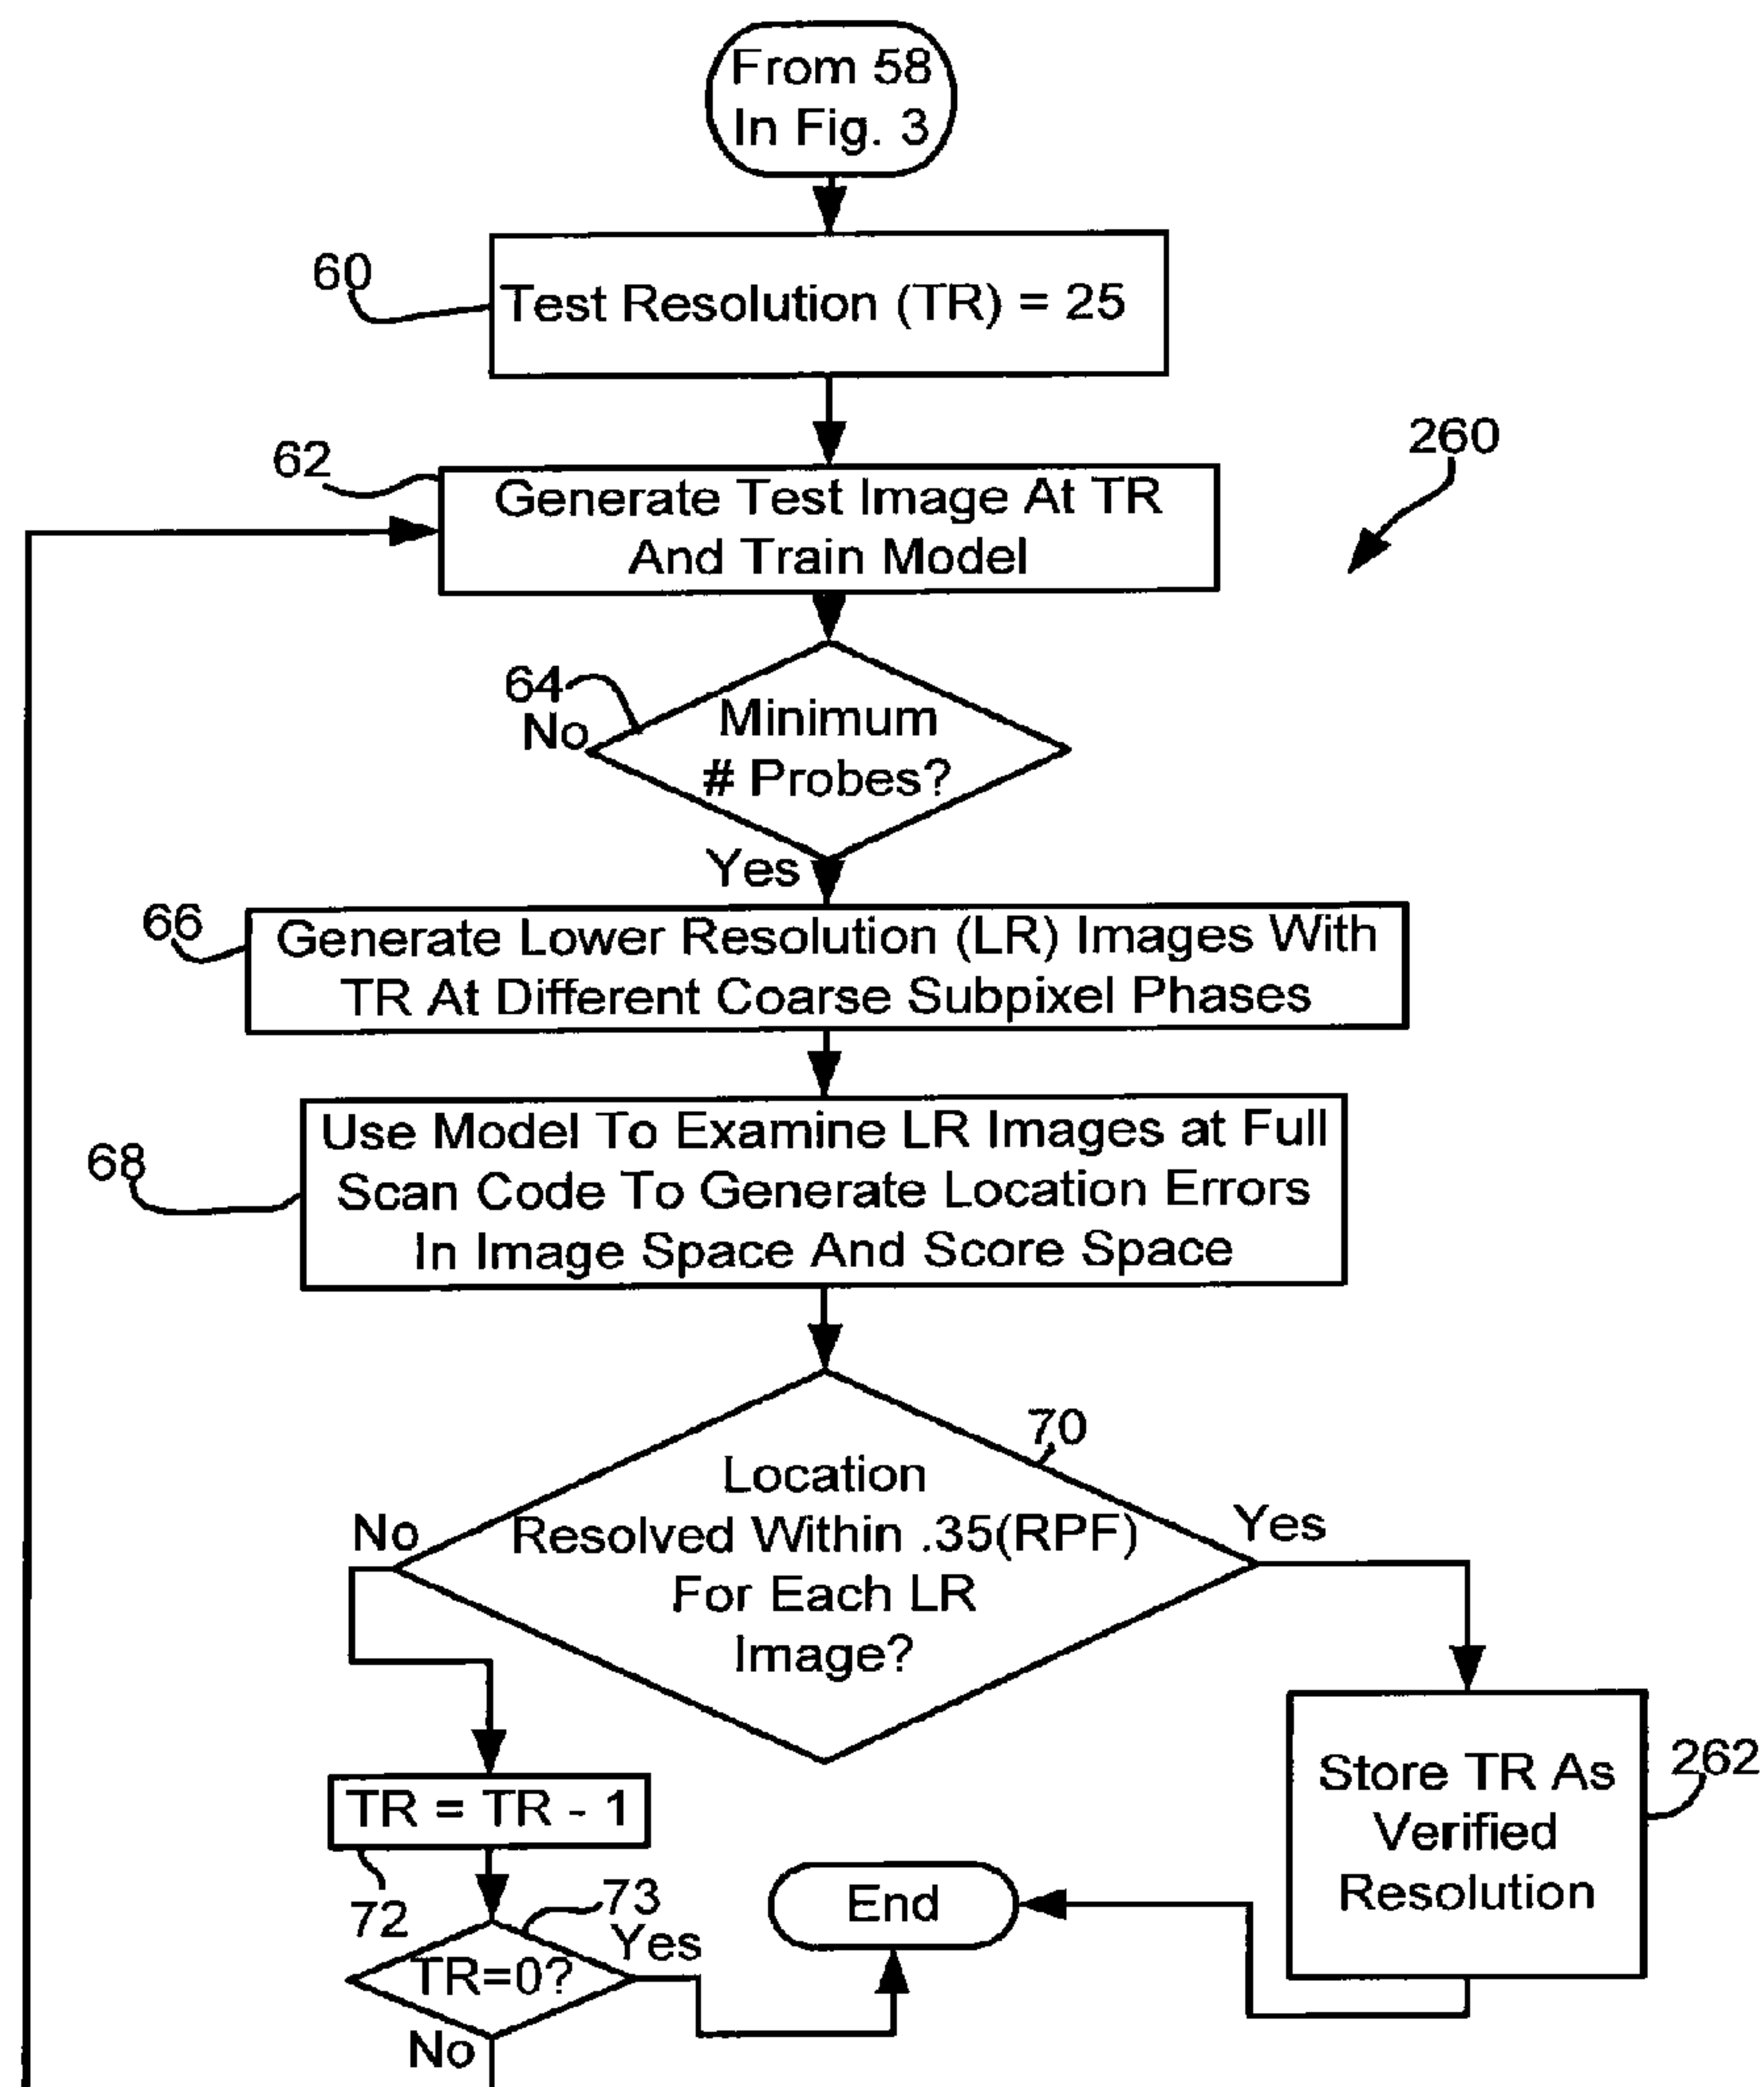 From 58
In Fig. 3
60
Test Resolution (TR) = 25
260
62
Generate Test Image At TR
And Train Model
64
No
Minimum
# Probes?
Yes
66
Generate Lower Resolution (LR) Images With
TR At Different Coarse Subpixel Phases
68
Use Model To Examine LR Images at Full
Scan Code To Generate Location Errors
In Image Space And Score Space
70
Location
Resolved Within .35(RPF)
For Each LR
Image?
No
Yes
TR = TR - 1
72
Store TR As
Verified
Resolution
262
73
TR=0?
Yes
No
End